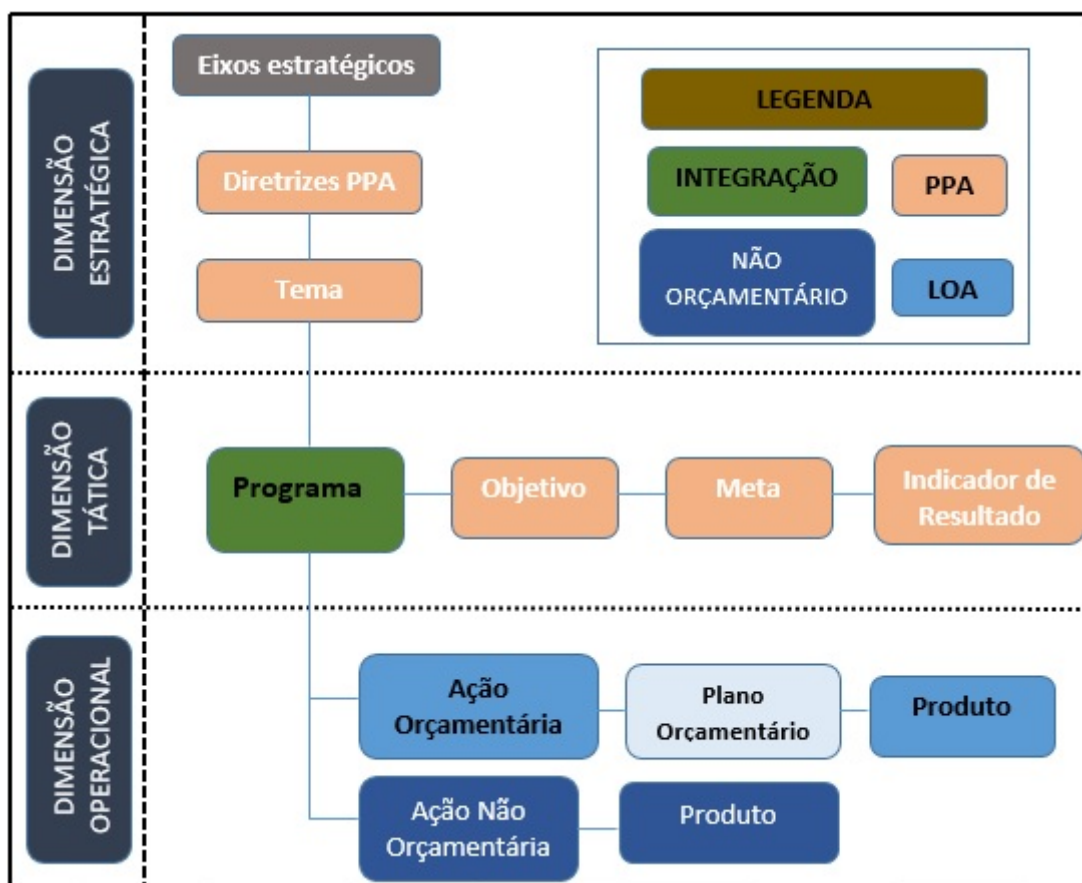 DIMENSÃO
ESTRATÉGICA
Eixos estratégicos
Diretrizes PPA
Tema
LEGENDA
INTEGRAÇÃO
PPA
NÃO
ORÇAMENTÁRIO
LOA
DIMENSÃO
TÁTICA
Programa
Objetivo
Meta
Indicador de
Resultado
DIMENSÃO
OPERACIONAL
Ação
Orçamentária
Plano
Orçamentário
Produto
Ação Não
Orçamentária
Produto